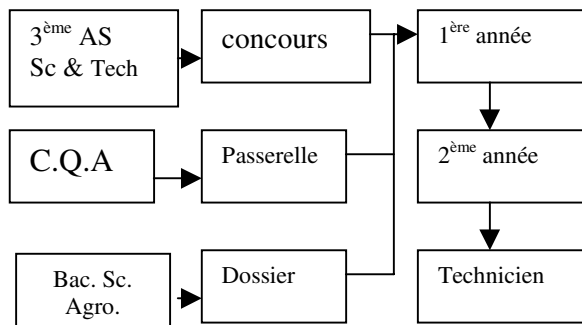 3ème AS
Sc & Tech
concours
1ère année
C.Q.A
Passerelle
2ème année
Bac. Sc.
Agro.
Dossier
Technicien